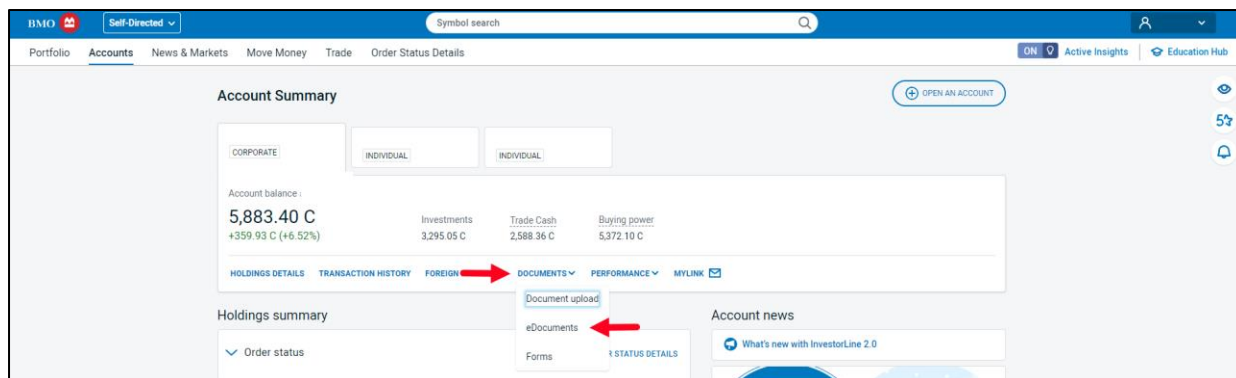 BMO Self-Directed Symbol search
Portfolio Accounts News & Markets Move Money Trade Order Status Details ON Active Insights Education Hub
Account Summary OPEN AN ACCOUNT
CORPORATE INDIVIDUAL INDIVIDUAL
Account balance
5,883.40 C Investments Trade Cash Buying power
+359.93 C (+6.52%) 3,295.05 C 2,588.36 C 5,372.10 C
HOLDINGS DETAILS TRANSACTION HISTORY FOREIGN DOCUMENTS PERFORMANCE MYLINK
Document upload
Holdings summary Account news
eDocuments
What's new with InvestorLine 2.0
Order status Forms STATUS DETAILS